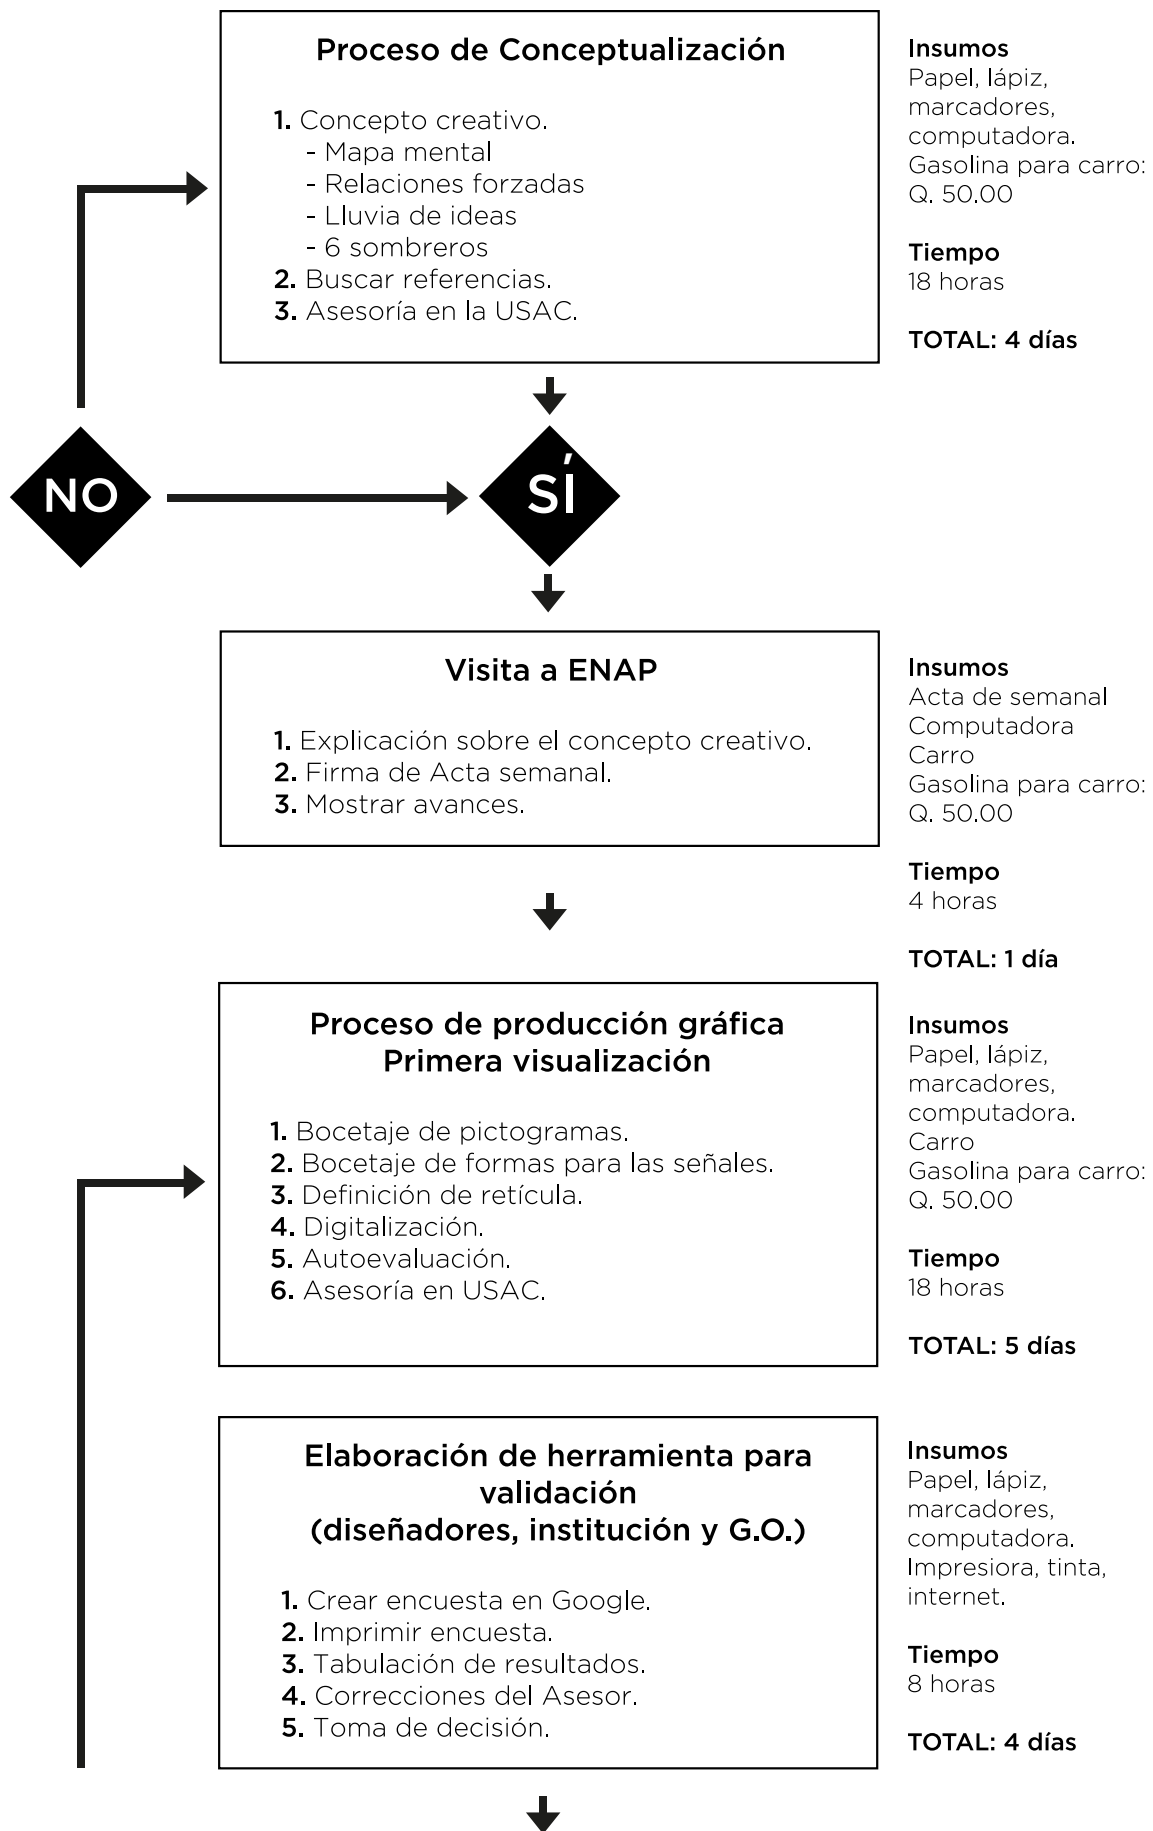 Proceso de Conceptualización
1. Concepto creativo.
- Mapa mental
- Relaciones forzadas
- Lluvia de ideas
- 6 sombreros
2. Buscar referencias.
3. Asesoría en la USAC.
Insumos
Papel, lápiz,
marcadores,
computadora.
Gasolina para carro:
Q. 50.00
Tiempo
18 horas
TOTAL: 4 días
NO
SÍ
Visita a ENAP
1. Explicación sobre el concepto creativo.
2. Firma de Acta semanal.
3. Mostrar avances.
Insumos
Acta de semanal
Computadora
Carro
Gasolina para carro:
Q. 50.00
Tiempo
4 horas
TOTAL: 1 día
Proceso de producción gráfica
Primera visualización
1. Bocetaje de pictogramas.
2. Bocetaje de formas para las señales.
3. Definición de retícula.
4. Digitalización.
5. Autoevaluación.
6. Asesoría en USAC.
Insumos
Papel, lápiz,
marcadores,
computadora.
Carro
Gasolina para carro:
Q. 50.00
Tiempo
18 horas
TOTAL: 5 días
Elaboración de herramienta para
validación
(diseñadores, institución y G.O.)
1. Crear encuesta en Google.
2. Imprimir encuesta.
3. Tabulación de resultados.
4. Correcciones del Asesor.
5. Toma de decisión.
Insumos
Papel, lápiz,
marcadores,
computadora.
Impresiora, tinta,
internet.
Tiempo
8 horas
TOTAL: 4 días